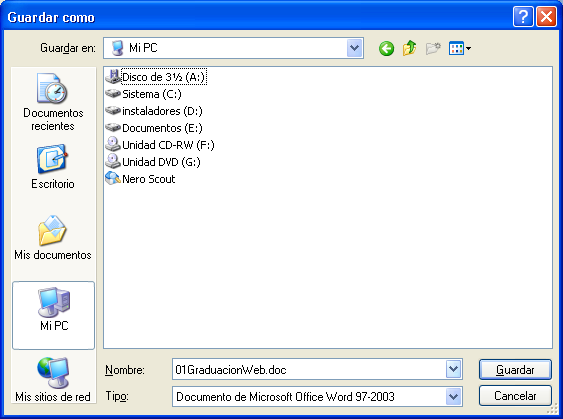 Guardar como
Guardar en: Mi PC
Disco de 3½ (A:)
Sistema (C:)
instaladores (D:)
Documentos (E:)
Unidad CD-RW (F:)
Unidad DVD (G:)
Nero Scout
Documentos
recientes
Escritorio
Mis documentos
Mi PC
Mis sitios de red
Nombre: 01GraduacionWeb.doc Guardar
Tipo: Documento de Microsoft Office Word 97-2003 Cancelar